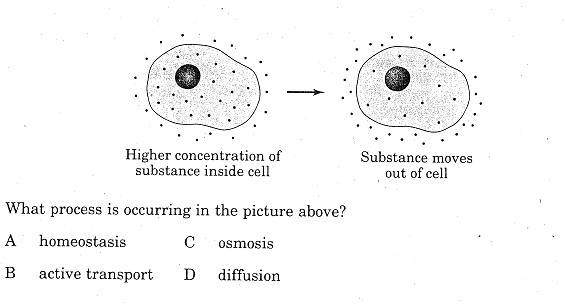 Higher concentration of
substance inside cell
Substance moves
out of cell
What process is occurring in the picture above?
A homeostasis C osmosis
B active transport D diffusion